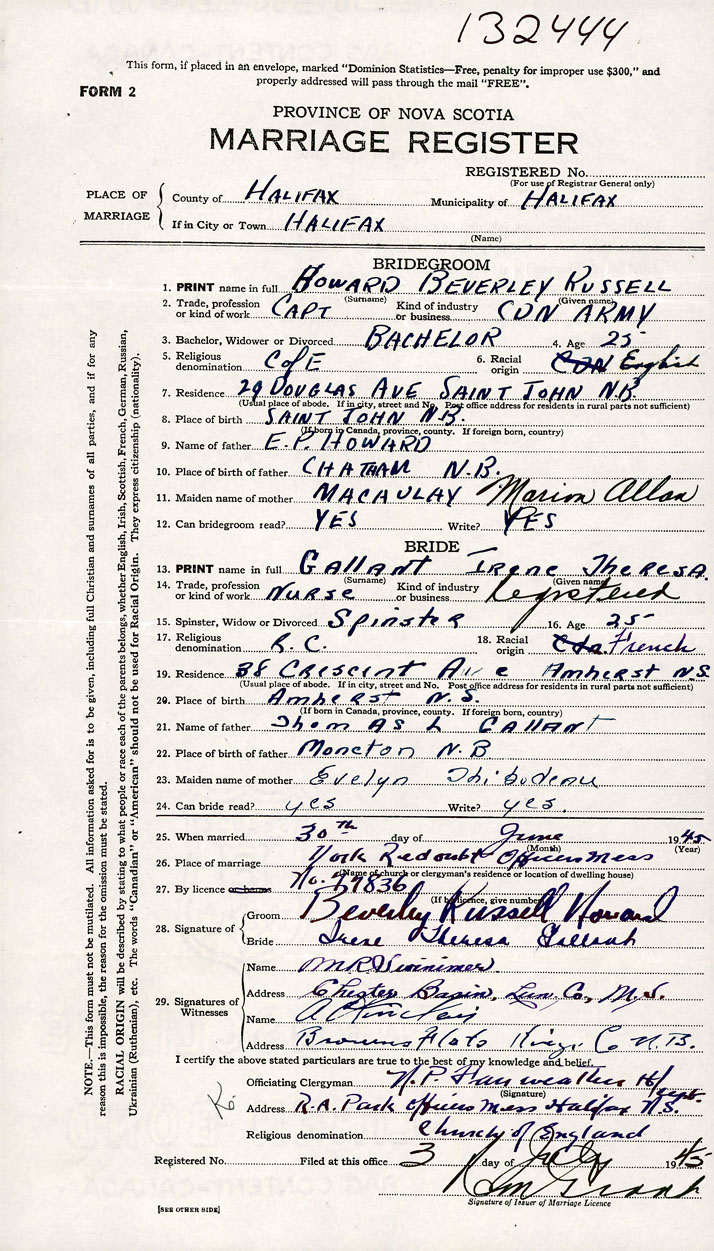 132444
This form, if placed in an envelope, marked “Dominion Statistics—Free, penalty for improper use $300,” and
properly addressed will pass through the mail “FREE”.
FORM 2
PROVINCE OF NOVA SCOTIA
MARRIAGE REGISTER
REGISTERED No.
(For use of Registrar General only)
PLACE OF MARRIAGE
County of HALIFAX Municipality of HALIFAX
If in City or Town HALIFAX
(Name)
BRIDEGROOM
1. PRINT name in full HOWARD BEVERLEY RUSSELL
(Surname) (Given name)
2. Trade, profession or kind of work CAPT Kind of industry or business CDN ARMY
3. Bachelor, Widower or Divorced BACHELOR 4. Age 25
5. Religious denomination C of E 6. Racial origin CDN English
7. Residence 29 DOUGLAS AVE SAINT JOHN N.B.
(Usual place of abode. If in city, street and No. Post office address for residents in rural parts not sufficient)
8. Place of birth SAINT JOHN N.B.
(If born in Canada, province, county. If foreign born, country)
9. Name of father E.P. HOWARD
10. Place of birth of father CHATHAM N.B.
11. Maiden name of mother MACAULAY Marion Allan
12. Can bridegroom read? YES Write? YES
BRIDE
13. PRINT name in full GALLANT IRENE THERESA
(Surname) (Given name)
14. Trade, profession or kind of work NURSE Kind of industry or business Registered
15. Spinster, Widow or Divorced Spinster 16. Age 25
17. Religious denomination R.C. 18. Racial origin Cdn. French
19. Residence 38 Crescent Ave Amherst N.S.
(Usual place of abode. If in city, street and No. Post office address for residents in rural parts not sufficient)
20. Place of birth Amherst N.S.
(If born in Canada, province, county. If foreign born, country)
21. Name of father Thomas L GALLANT
22. Place of birth of father Moncton N.B
23. Maiden name of mother Evelyn Thibodeau
24. Can bride read? yes Write? yes.
25. When married 30th day of June 1945
(Month) (Year)
26. Place of marriage York Redoubt Officers Mess
(Name of church or clergyman's residence or location of dwelling house)
27. By licence or banns No. 67836
(If by licence, give number)
28. Signature of
Groom Beverley Russell Howard
Bride Irene Theresa Gallant
29. Signatures of Witnesses
Name M R Swinimer
Address Chester Basin, Lun. Co., N.S.
Name A Sinclair
Address Browns Flats Kings Co N.B.
I certify the above stated particulars are true to the best of my knowledge and belief.
Officiating Clergyman N.P. Fairweather H/Capt.
(Signature)
Address R.A. Park Officers Mess Halifax N.S.
Religious denomination Church of England
Registered No. Filed at this office 3 day of July 1945
Signature of Issuer of Marriage Licence
[SEE OTHER SIDE]
NOTE.—This form must not be mutilated. All information asked for is to be given, including full Christian and surnames of all parties, and if for any
reason this is impossible, the reason for the omission must be stated.
RACIAL ORIGIN will be described by stating to what people or race each of the parents belongs, whether English, Irish, Scottish, French, German, Russian,
Ukrainian (Ruthenian), etc. The words “Canadian” or “American” should not be used for Racial Origin. They express citizenship (nationality).